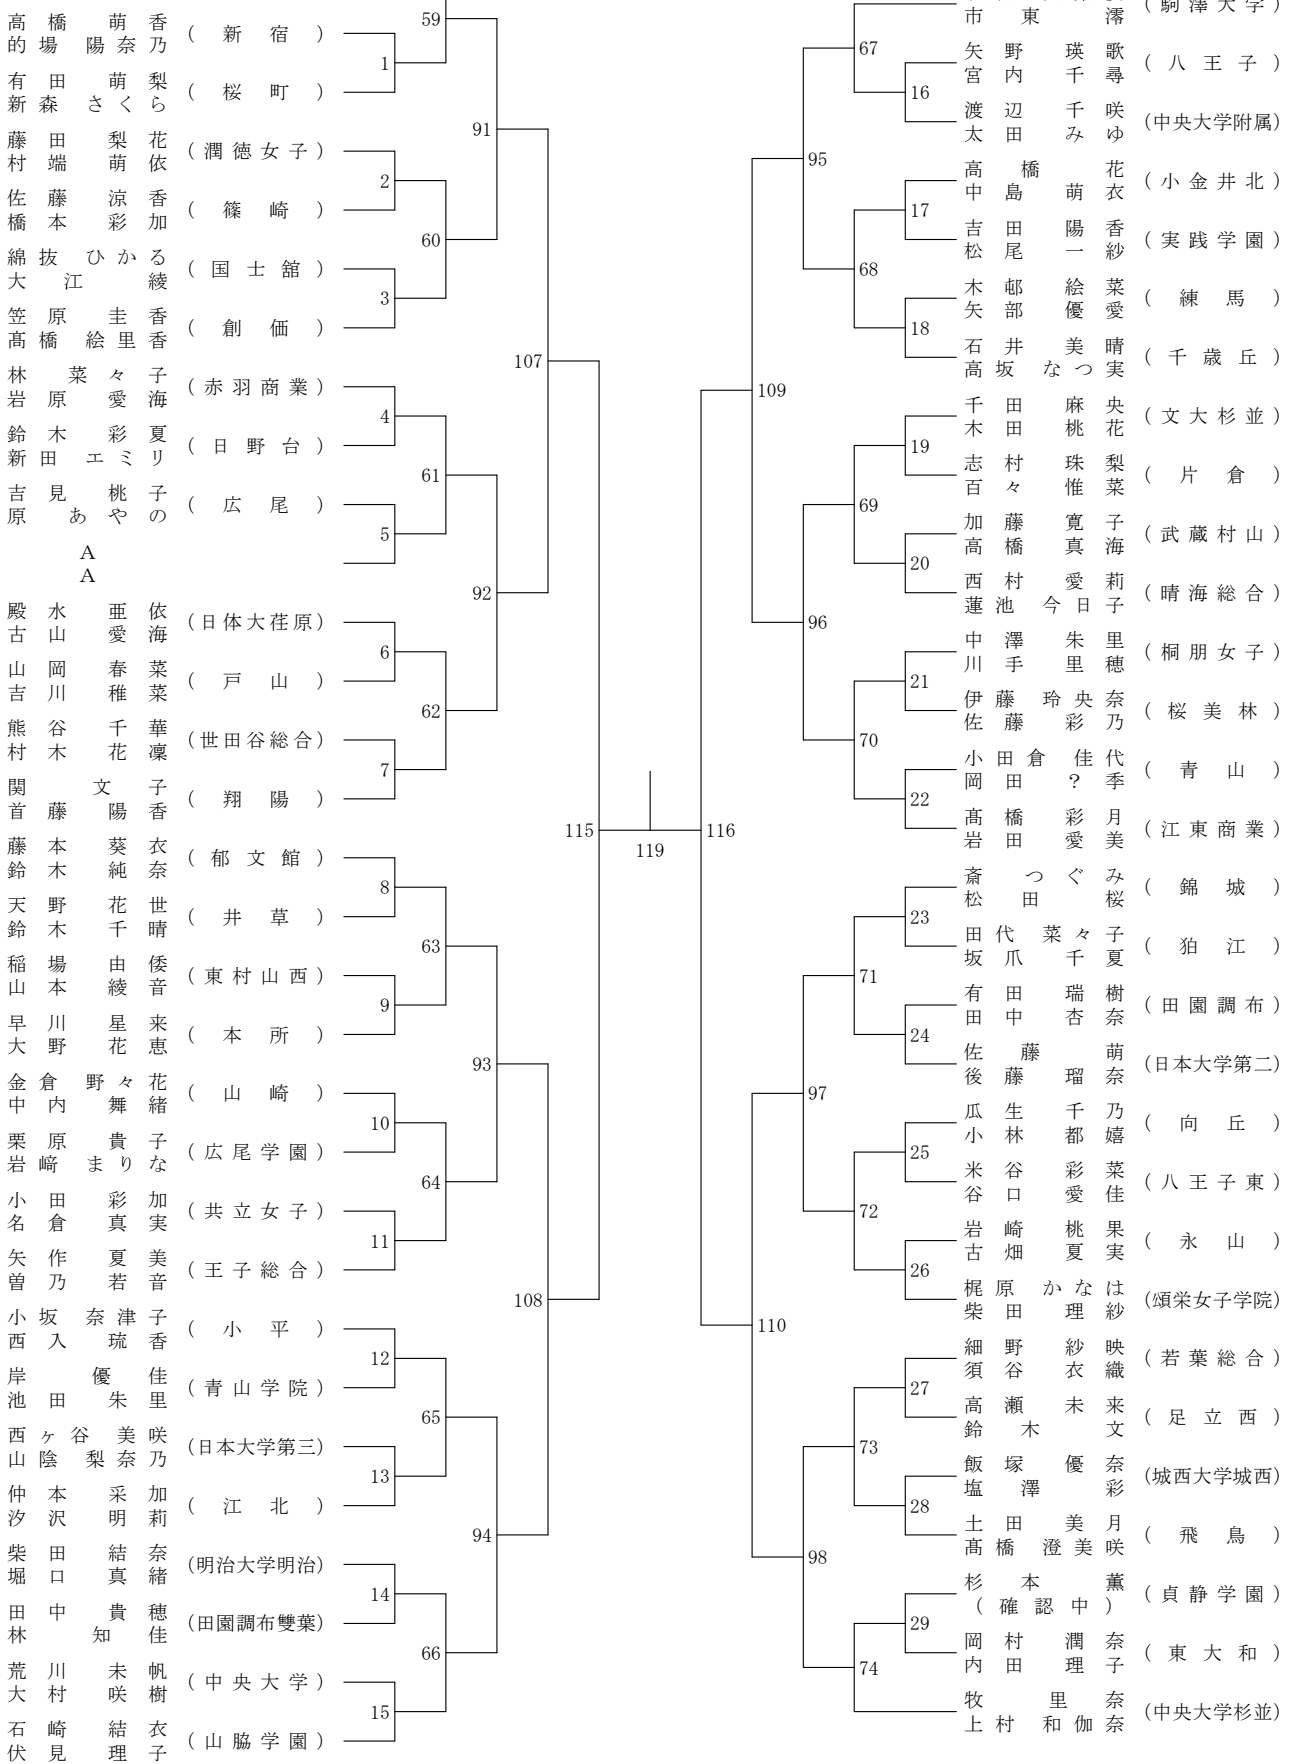 高橋 萌香
的場 陽奈乃
(新宿)
有田 萌梨
新森 さくら
(桜町)
藤田 梨花
村端 萌依
(潤徳女子)
佐藤 涼香
橋本 彩加
(篠崎)
綿抜 ひかる
大江 綾
(国士舘)
笠原 圭香
髙橋 絵里香
(創価)
林 菜々子
岩原 愛海
(赤羽商業)
鈴木 彩夏
新田 エミリ
(日野台)
吉見 桃子
原 あやの
(広尾)
A
A
殿水 亜依
古山 愛海
(日体大荏原)
山岡 春菜
吉川 稚菜
(戸山)
熊谷 千華
村木 花凜
(世田谷総合)
関 文子
首藤 陽香
(翔陽)
藤本 葵衣
鈴木 純奈
(郁文館)
天野 花世
鈴木 千晴
(井草)
稲場 由倭
山本 綾音
(東村山西)
早川 星来
大野 花恵
(本所)
金倉 野々花
中内 舞緒
(山崎)
栗原 貴子
岩﨑 まりな
(広尾学園)
小田 彩加
名倉 真実
(共立女子)
矢作 夏美
曽乃 若音
(王子総合)
小坂 奈津子
西入 琉香
(小平)
岸 優佳
池田 朱里
(青山学院)
西ヶ谷 美咲
山陰 梨奈乃
(日本大学第三)
仲本 采加
汐沢 明莉
(江北)
柴田 結奈
堀口 真緒
(明治大学明治)
田中 貴穂
林 知佳
(田園調布雙葉)
荒川 未帆
大村 咲樹
(中央大学)
石崎 結衣
伏見 理子
(山脇学園)
1
2
3
4
5
6
7
8
9
10
11
12
13
14
15
59
60
61
62
63
64
65
66
91
92
93
94
107
108
115
119
116
109
110
95
96
97
98
67
68
69
70
71
72
73
74
16
17
18
19
20
21
22
23
24
25
26
27
28
29
市東 澪
(駒澤大学)
矢野 瑛歌
宮内 千尋
(八王子)
渡辺 千咲
太田 みゆ
(中央大学附属)
高橋 花
中島 萌衣
(小金井北)
吉田 陽香
松尾 一紗
(実践学園)
木邨 絵菜
矢部 優愛
(練馬)
石井 美晴
高坂 なつ実
(千歳丘)
千田 麻央
木田 桃花
(文大杉並)
志村 珠梨
百々 惟菜
(片倉)
加藤 寛子
高橋 真海
(武蔵村山)
西村 愛莉
蓮池 今日子
(晴海総合)
中澤 朱里
川手 里穂
(桐朋女子)
伊藤 玲央奈
佐藤 彩乃
(桜美林)
小田倉 佳代
岡田 ?季
(青山)
髙橋 彩月
岩田 愛美
(江東商業)
斎 つぐみ
松田 桜
(錦城)
田代 菜々子
坂爪 千夏
(狛江)
有田 瑞樹
田中 杏奈
(田園調布)
佐藤 萌
後藤 瑠奈
(日本大学第二)
瓜生 千乃
小林 都嬉
(向丘)
米谷 彩菜
谷口 愛佳
(八王子東)
岩崎 桃果
古畑 夏実
(永山)
梶原 かなは
柴田 理紗
(頌栄女子学院)
細野 紗映
須谷 衣織
(若葉総合)
高瀬 未来
鈴木 文
(足立西)
飯塚 優奈
塩澤 彩
(城西大学城西)
土田 美月
髙橋 澄美咲
(飛鳥)
杉本 薫
(確認中)
(貞静学園)
岡村 潤奈
内田 理子
(東大和)
牧 里奈
上村 和伽奈
(中央大学杉並)